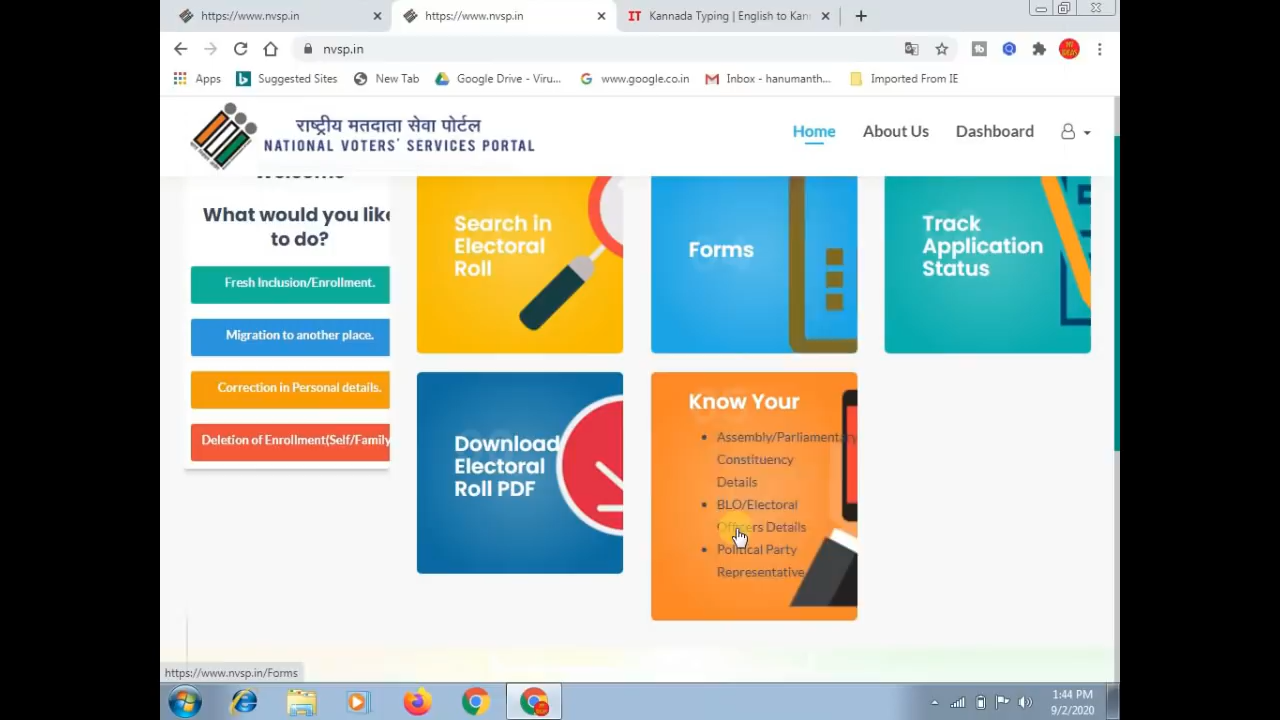 https://www.nvsp.in
https://www.nvsp.in
IT Kannada Typing | English to Kan
nvsp.in
Apps
Suggested Sites
New Tab
Google Drive - Viru...
www.google.co.in
Inbox - hanumanth...
Imported From IE
राष्ट्रीय मतदाता सेवा पोर्टल
NATIONAL VOTERS' SERVICES PORTAL
Home
About Us
Dashboard
Welcome
What would you like
to do?
Fresh Inclusion/Enrollment.
Migration to another place.
Correction in Personal details.
Deletion of Enrollment(Self/Family
Search in
Electoral
Roll
Forms
Track
Application
Status
Download
Electoral
Roll PDF
Know Your
Assembly/Parliamentary
Constituency
Details
BLO/Electoral
Officers Details
Political Party
Representative
https://www.nvsp.in/Forms
1:44 PM
9/2/2020